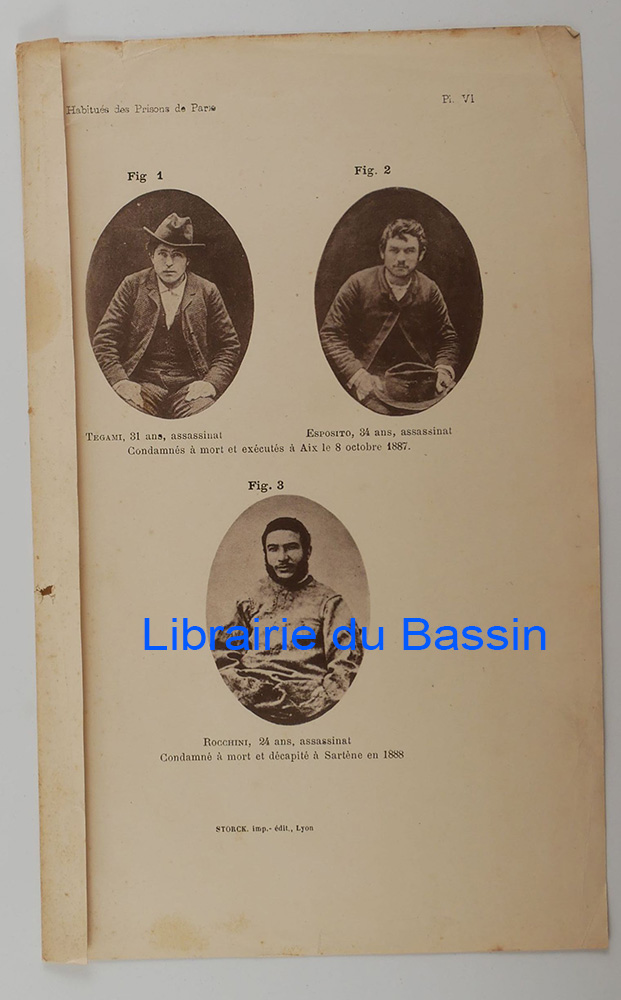 Habitués des Prisons de Paris
Pl. VI
Fig 1
Fig. 2
TEGAMI, 31 ans, assassinat
ESPOSITO, 34 ans, assassinat
Condamnés à mort et exécutés à Aix le 8 octobre 1887.
Fig. 3
Librairie du Bassin
ROCCHINI, 24 ans, assassinat
Condamné à mort et décapité à Sartène en 1888
STORCK. imp.- édit., Lyon